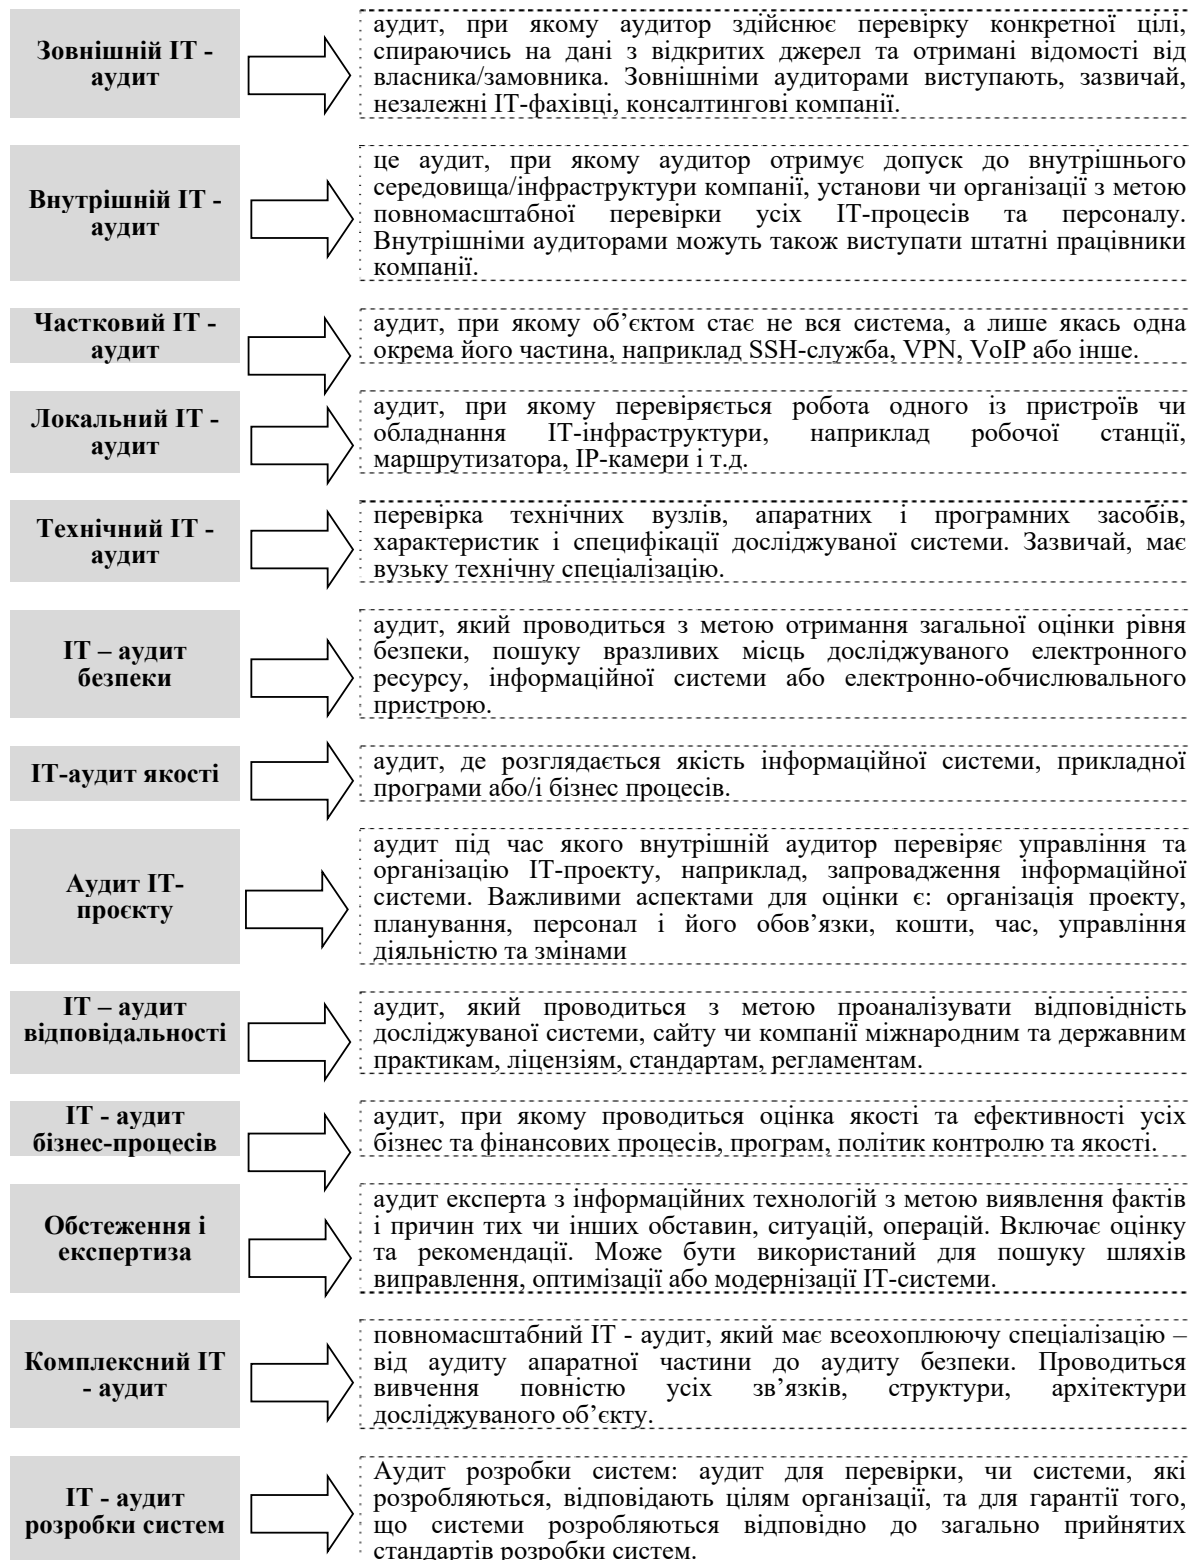 Зовнішній ІТ -
аудит
аудит, при якому аудитор здійснює перевірку конкретної цілі,
спираючись на дані з відкритих джерел та отримані відомості від
власника/замовника. Зовнішніми аудиторами виступають, зазвичай,
незалежні ІТ-фахівці, консалтингові компанії.
Внутрішній ІТ -
аудит
це аудит, при якому аудитор отримує допуск до внутрішнього
середовища/інфраструктури компанії, установи чи організації з метою
повномасштабної перевірки усіх ІТ-процесів та персоналу.
Внутрішніми аудиторами можуть також виступати штатні працівники
компанії.
Частковий ІТ -
аудит
аудит, при якому об’єктом стає не вся система, а лише якась одна
окрема його частина, наприклад SSH-служба, VPN, VoIP або інше.
Локальний ІТ -
аудит
аудит, при якому перевіряється робота одного із пристроїв чи
обладнання ІТ-інфраструктури, наприклад робочої станції,
маршрутизатора, IP-камери і т.д.
Технічний ІТ -
аудит
перевірка технічних вузлів, апаратних і програмних засобів,
характеристик і специфікації досліджуваної системи. Зазвичай, має
вузьку технічну спеціалізацію.
ІТ – аудит
безпеки
аудит, який проводиться з метою отримання загальної оцінки рівня
безпеки, пошуку вразливих місць досліджуваного електронного
ресурсу, інформаційної системи або електронно-обчислювального
пристрою.
ІТ-аудит якості
аудит, де розглядається якість інформаційної системи, прикладної
програми або/і бізнес процесів.
Аудит ІТ-
проєкту
аудит під час якого внутрішній аудитор перевіряє управління та
організацію ІТ-проекту, наприклад, запровадження інформаційної
системи. Важливими аспектами для оцінки є: організація проекту,
планування, персонал і його обов’язки, кошти, час, управління
діяльністю та змінами
ІТ – аудит
відповідальності
аудит, який проводиться з метою проаналізувати відповідність
досліджуваної системи, сайту чи компанії міжнародним та державним
практикам, ліцензіям, стандартам, регламентам.
ІТ - аудит
бізнес-процесів
аудит, при якому проводиться оцінка якості та ефективності усіх
бізнес та фінансових процесів, програм, політик контролю та якості.
Обстеження і
експертиза
аудит експерта з інформаційних технологій з метою виявлення фактів
і причин тих чи інших обставин, ситуацій, операцій. Включає оцінку
та рекомендації. Може бути використаний для пошуку шляхів
виправлення, оптимізації або модернізації ІТ-системи.
Комплексний ІТ
- аудит
повномасштабний ІТ - аудит, який має всеохоплюючу спеціалізацію –
від аудиту апаратної частини до аудиту безпеки. Проводиться
вивчення повністю усіх зв’язків, структури, архітектури
досліджуваного об’єкту.
ІТ - аудит
розробки систем
Аудит розробки систем: аудит для перевірки, чи системи, які
розробляються, відповідають цілям організації, та для гарантії того,
що системи розробляються відповідно до загально прийнятих
стандартів розробки систем.